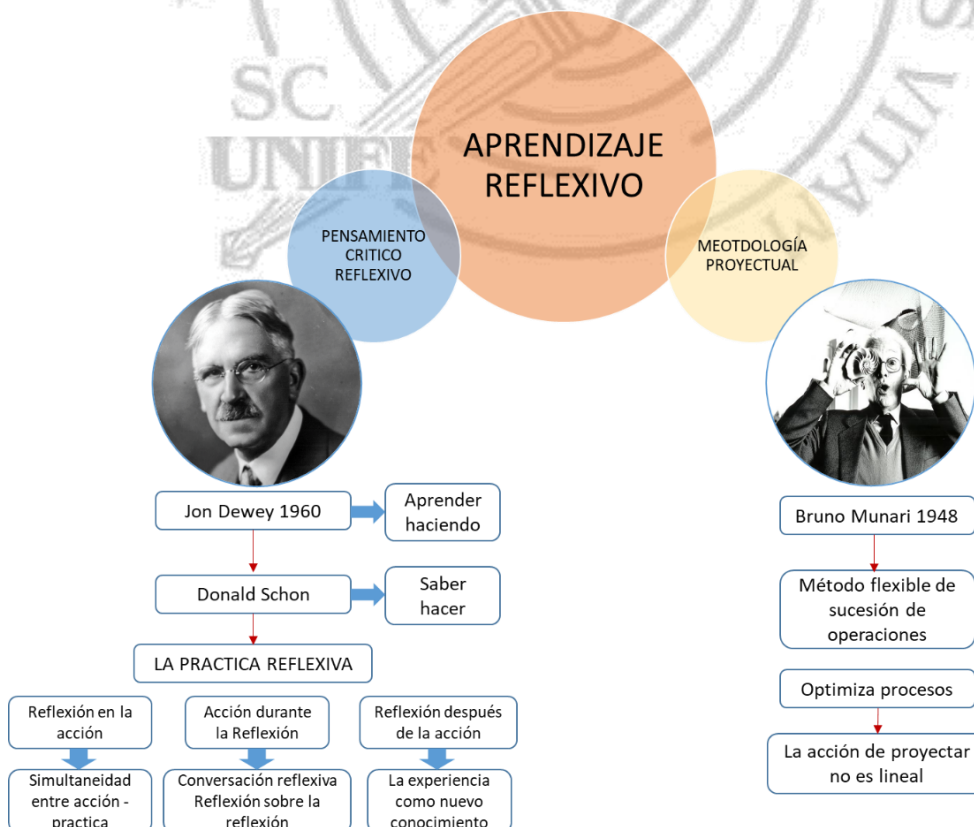 SC
UNIFI
VITAM
APRENDIZAJE
REFLEXIVO
PENSAMIENTO
CRITICO
REFLEXIVO
MEOTDOLOGÍA
PROYECTUAL
Jon Dewey 1960
Aprender
haciendo
Donald Schon
Saber
hacer
LA PRACTICA REFLEXIVA
Reflexión en la
acción
Acción durante
la Reflexión
Reflexión después
de la acción
Simultaneidad
entre acción -
practica
Conversación reflexiva
Reflexión sobre la
reflexión
La experiencia
como nuevo
conocimiento
Bruno Munari 1948
Método flexible de
sucesión de
operaciones
Optimiza procesos
La acción de proyectar
no es lineal